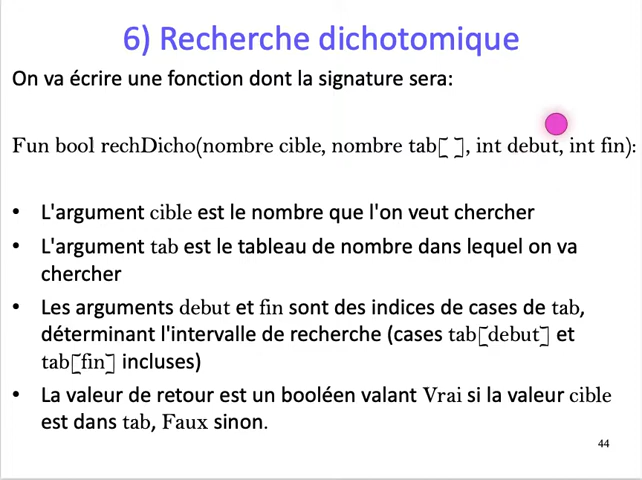 6) Recherche dichotomique
On va écrire une fonction dont la signature sera:
Fun bool rechDicho(nombre cible, nombre tab[ ], int debut, int fin):
• L'argument cible est le nombre que l'on veut chercher
• L'argument tab est le tableau de nombre dans lequel on va
chercher
• Les arguments debut et fin sont des indices de cases de tab,
déterminant l'intervalle de recherche (cases tab[debut] et
tab[fin] incluses)
• La valeur de retour est un booléen valant Vrai si la valeur cible
est dans tab, Faux sinon.
44